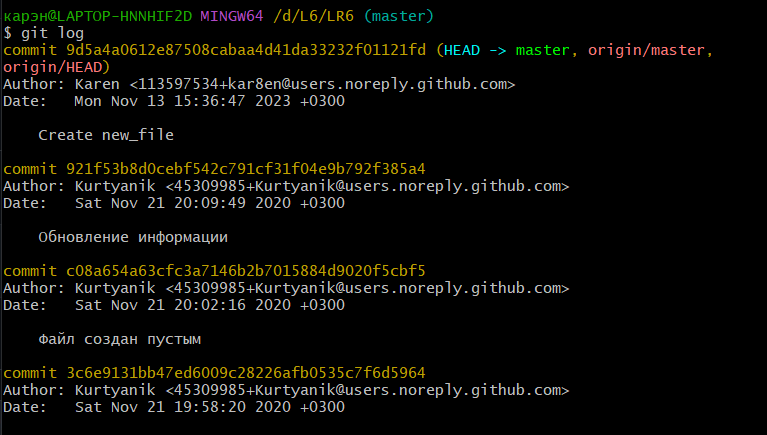 карэн@LAPTOP-HNNHIF2D MINGW64 /d/L6/LR6 (master)
$ git log
commit 9d5a4a0612e87508cabaa4d41da33232f01121fd (HEAD -> master, origin/master,
origin/HEAD)
Author: Karen <113597534+kar8en@users.noreply.github.com>
Date:   Mon Nov 13 15:36:47 2023 +0300
    Create new_file
commit 921f53b8d0cebf542c791cf31f04e9b792f385a4
Author: Kurtyanik <45309985+Kurtyanik@users.noreply.github.com>
Date:   Sat Nov 21 20:09:49 2020 +0300
    Обновление информации
commit c08a654a63cfc3a7146b2b7015884d9020f5cbf5
Author: Kurtyanik <45309985+Kurtyanik@users.noreply.github.com>
Date:   Sat Nov 21 20:02:16 2020 +0300
    Файл создан пустым
commit 3c6e9131bb47ed6009c28226afb0535c7f6d5964
Author: Kurtyanik <45309985+Kurtyanik@users.noreply.github.com>
Date:   Sat Nov 21 19:58:20 2020 +0300